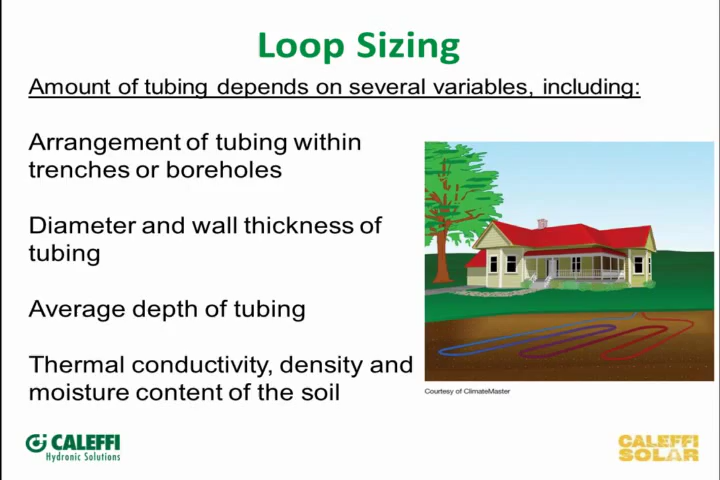 Loop Sizing
Amount of tubing depends on several variables, including:
Arrangement of tubing within
trenches or boreholes
Diameter and wall thickness of
tubing
Average depth of tubing
Thermal conductivity, density and
moisture content of the soil
Courtesy of ClimateMaster
CALEFFI
Hydronic Solutions
CALEFFI
SOLAR